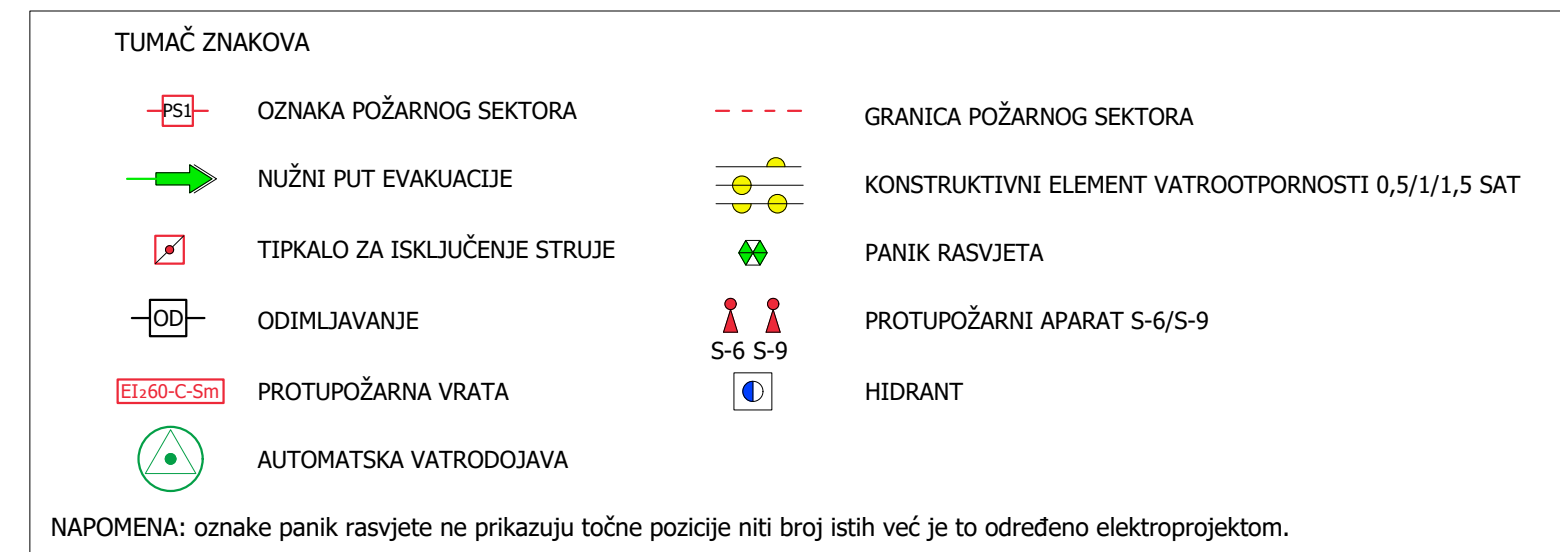 TUMAČ ZNAKOVA
PS1 OZNAKA POŽARNOG SEKTORA
GRANICA POŽARNOG SEKTORA
NUŽNI PUT EVAKUACIJE
KONSTRUKTIVNI ELEMENT VATROOTPORNOSTI 0,5/1/1,5 SAT
TIPKALO ZA ISKLJUČENJE STRUJE
PANIK RASVJETA
OD ODIMLJAVANJE
S-6 S-9 PROTUPOŽARNI APARAT S-6/S-9
EI₂60-C-Sm PROTUPOŽARNA VRATA
HIDRANT
AUTOMATSKA VATRODOJAVA
NAPOMENA: oznake panik rasvjete ne prikazuju točne pozicije niti broj istih već je to određeno elektroprojektom.